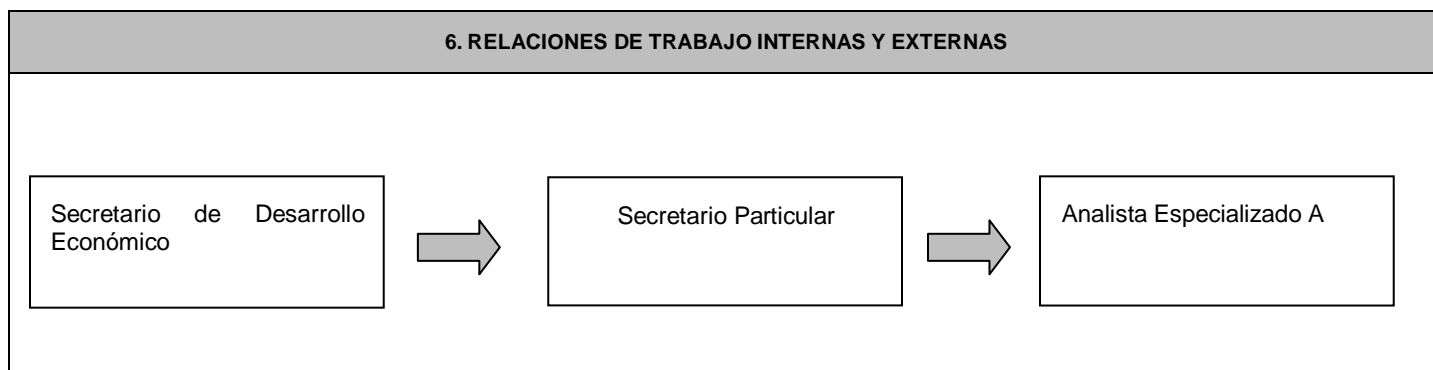 6. RELACIONES DE TRABAJO INTERNAS Y EXTERNAS
Secretario de Desarrollo
Económico
Secretario Particular
Analista Especializado A